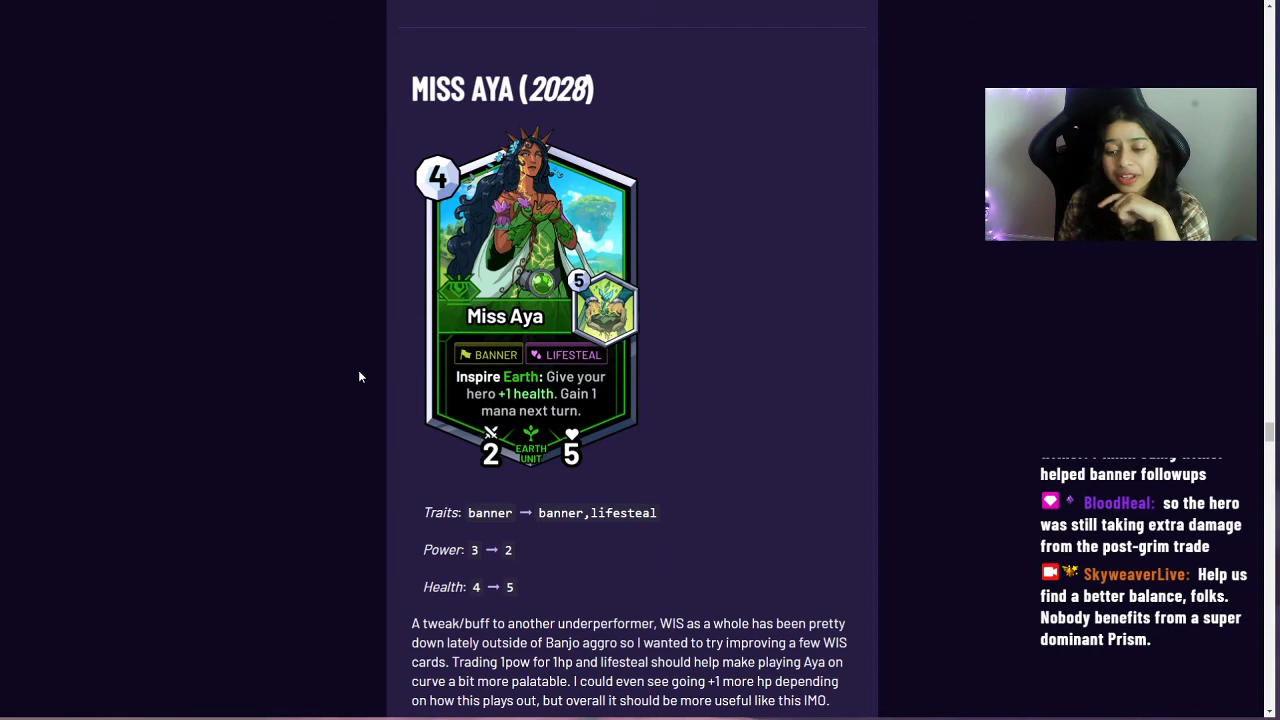 MISS AYA (2028)
4
5
Miss Aya
BANNER LIFESTEAL
Inspire Earth: Give your
hero +1 health. Gain 1
mana next turn.
2 EARTH UNIT 5
Traits: banner → banner,lifesteal
Power: 3 → 2
Health: 4 → 5
A tweak/buff to another underperformer, WIS as a whole has been pretty
down lately outside of Banjo aggro so I wanted to try improving a few WIS
cards. Trading 1pow for 1hp and lifesteal should help make playing Aya on
curve a bit more palatable. I could even see going +1 more hp depending
on how this plays out, but overall it should be more useful like this IMO.
helped banner followups
BloodHeal: so the hero
was still taking extra damage
from the post-grim trade
SkyweaverLive: Help us
find a better balance, folks.
Nobody benefits from a super
dominant Prism.